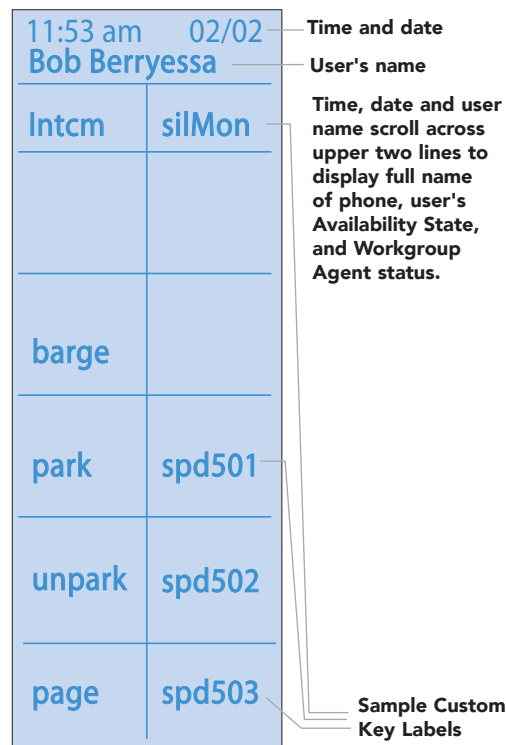 11:53 am 02/02
Bob Berryessa
Intcm silMon
barge
park spd501
unpark spd502
page spd503
Time and date
User's name
Time, date and user
name scroll across
upper two lines to
display full name
of phone, user's
Availability State,
and Workgroup
Agent status.
Sample Custom
Key Labels